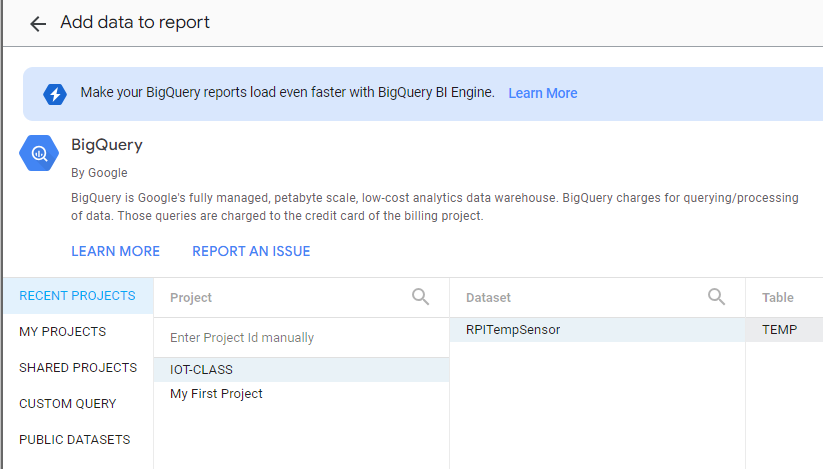 Add data to report
Make your BigQuery reports load even faster with BigQuery BI Engine. Learn More
BigQuery
By Google
BigQuery is Google's fully managed, petabyte scale, low-cost analytics data warehouse. BigQuery charges for querying/processing
of data. Those queries are charged to the credit card of the billing project.
LEARN MORE REPORT AN ISSUE
RECENT PROJECTS
MY PROJECTS
SHARED PROJECTS
CUSTOM QUERY
PUBLIC DATASETS
Project
Enter Project Id manually
IOT-CLASS
My First Project
Dataset
RPITempSensor
Table
TEMP